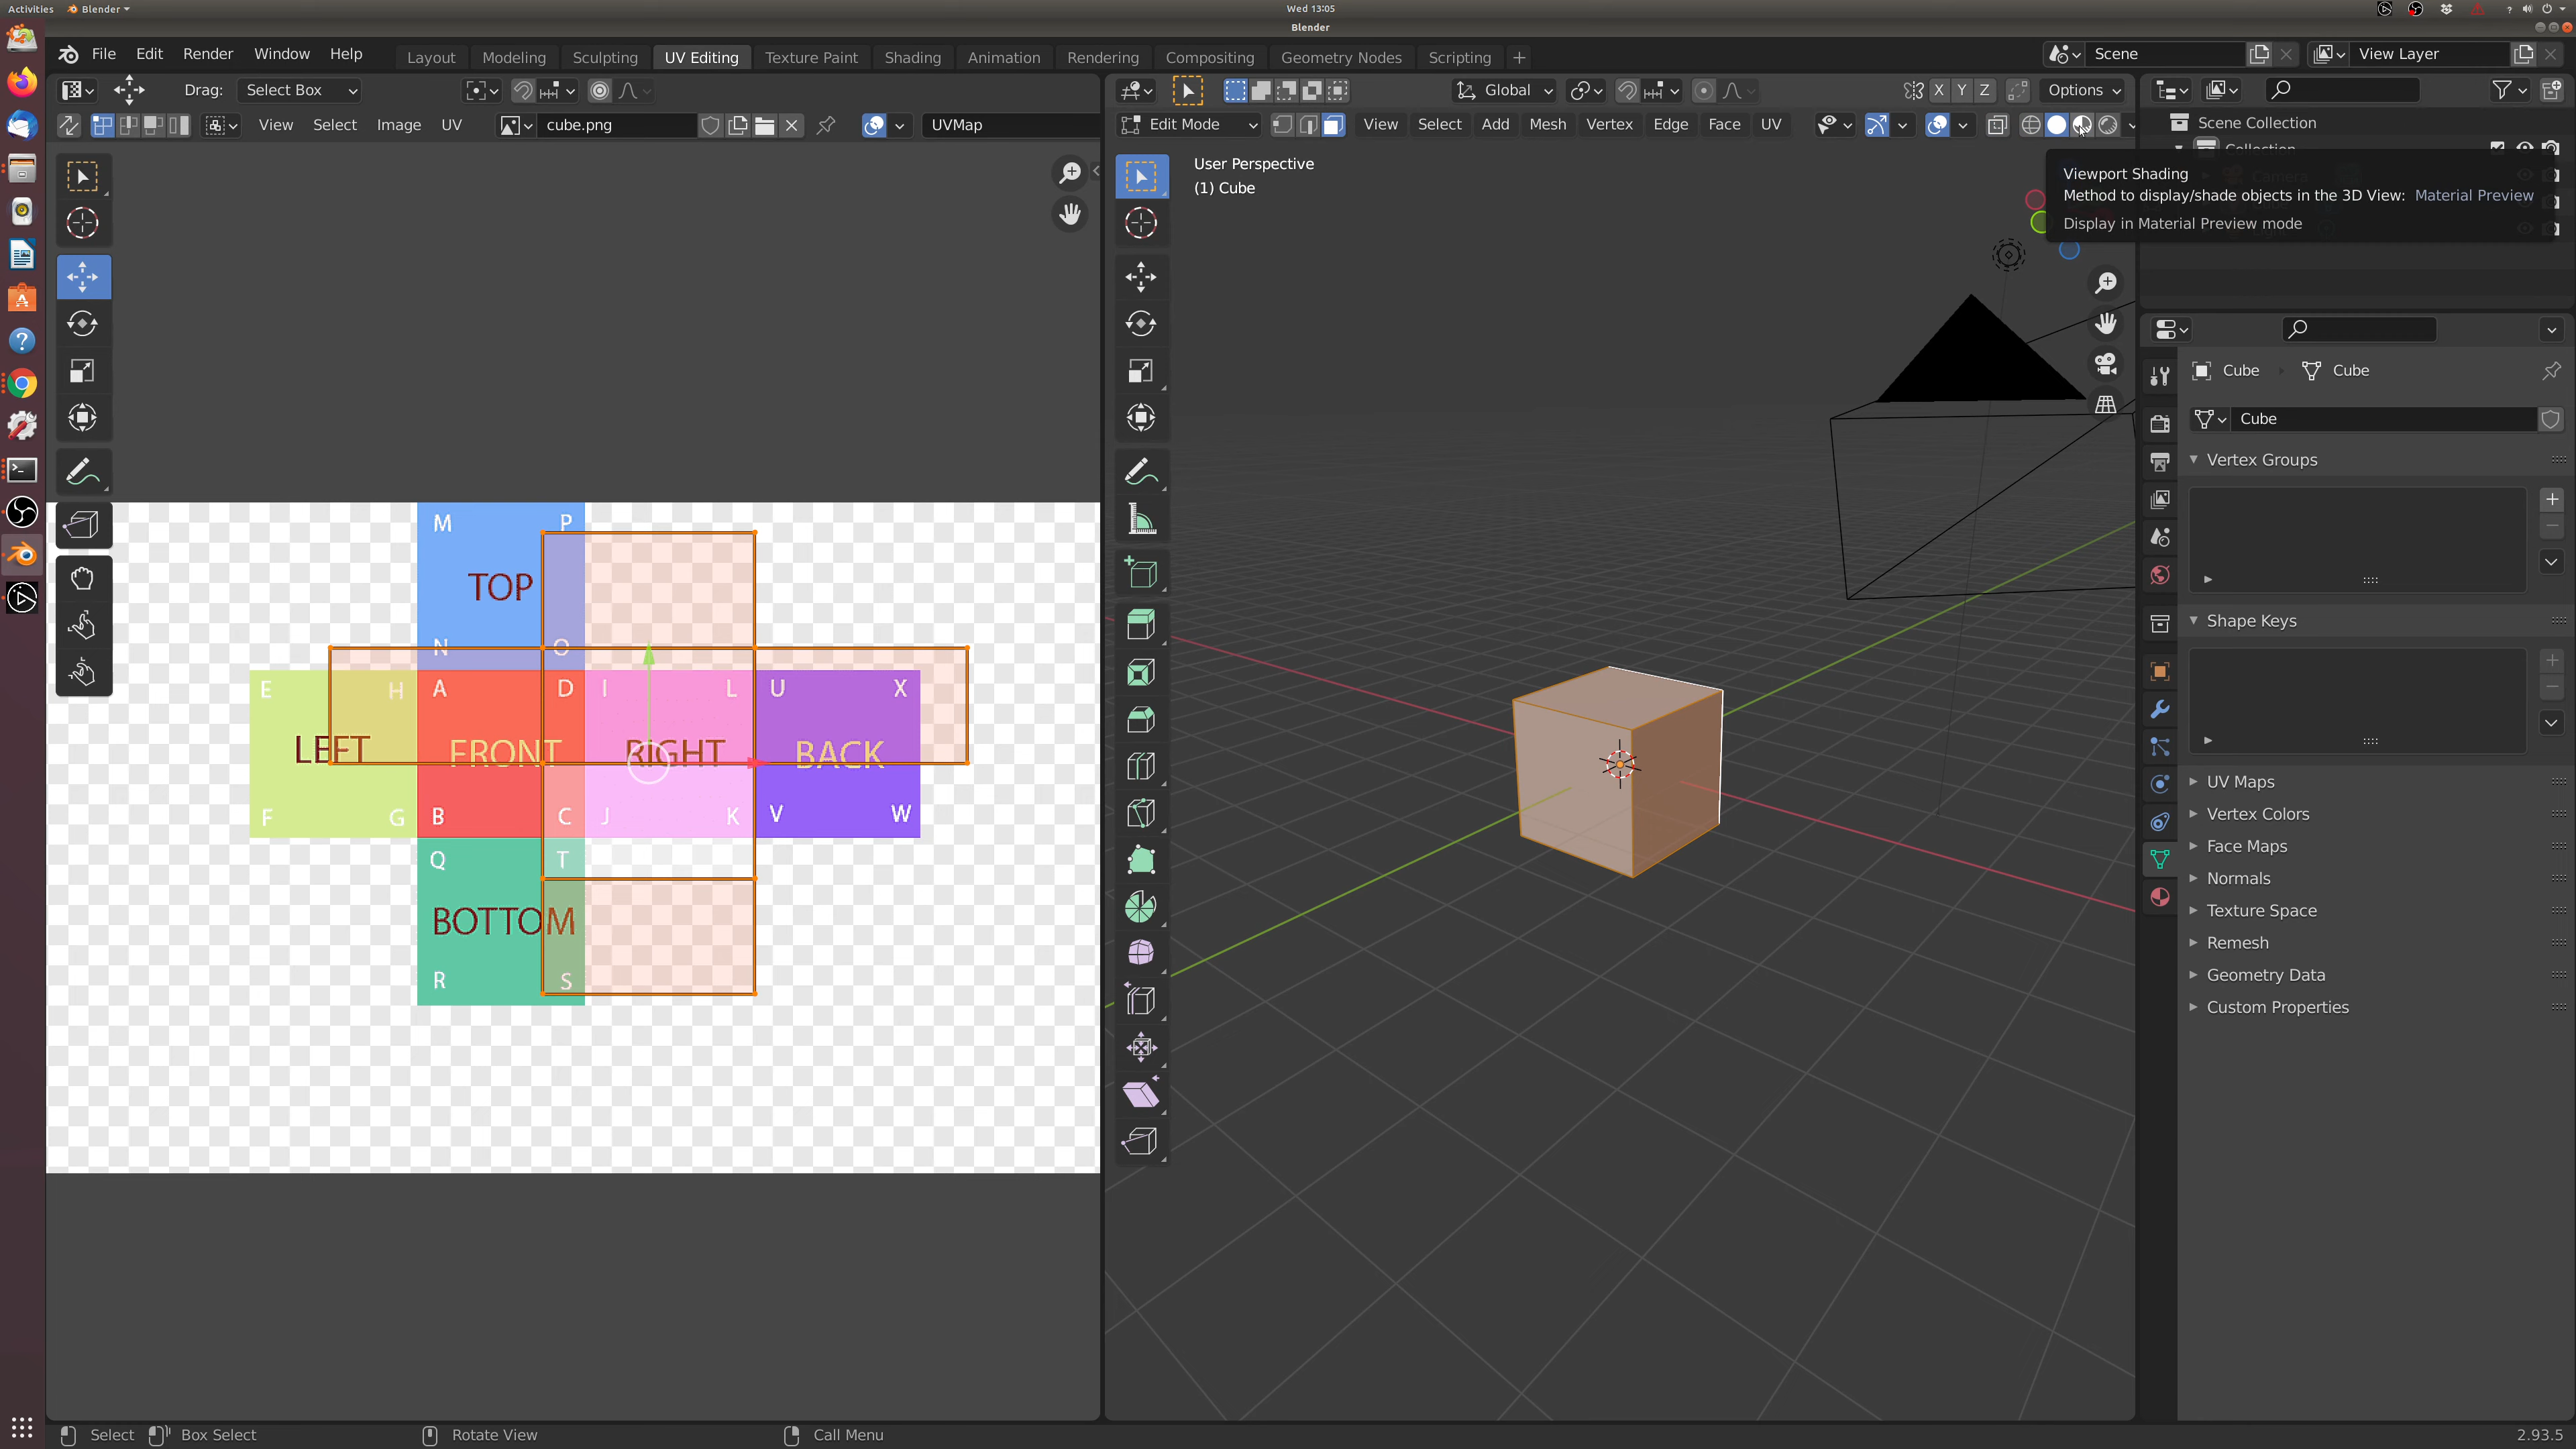 Activities Blender Wed 13:05
Blender
File Edit Render Window Help Layout Modeling Sculpting UV Editing Texture Paint Shading Animation Rendering Compositing Geometry Nodes Scripting + Scene View Layer
Drag: Select Box Global X Y Z Options
View Select Image UV cube.png UVMap Edit Mode View Select Add Mesh Vertex Edge Face UV Scene Collection
Collection
User Perspective
(1) Cube
Viewport Shading
Method to display/shade objects in the 3D View: Material Preview
Display in Material Preview mode
Cube Cube
Cube
Vertex Groups
Shape Keys
UV Maps
Vertex Colors
Face Maps
Normals
Texture Space
Remesh
Geometry Data
Custom Properties
M P
TOP
N O
E H A D I L U X
LEFT FRONT RIGHT BACK
F G B C J K V W
Q T
BOTTOM
R S
Select Box Select Rotate View Call Menu 2.93.5